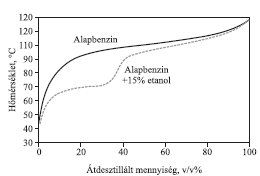 120
110
100
90
80
70
60
50
40
30
Hőmérséklet, °C
Alapbenzin
Alapbenzin
+15% etanol
0 20 40 60 80 100
Átdesztillált mennyiség, v/v%